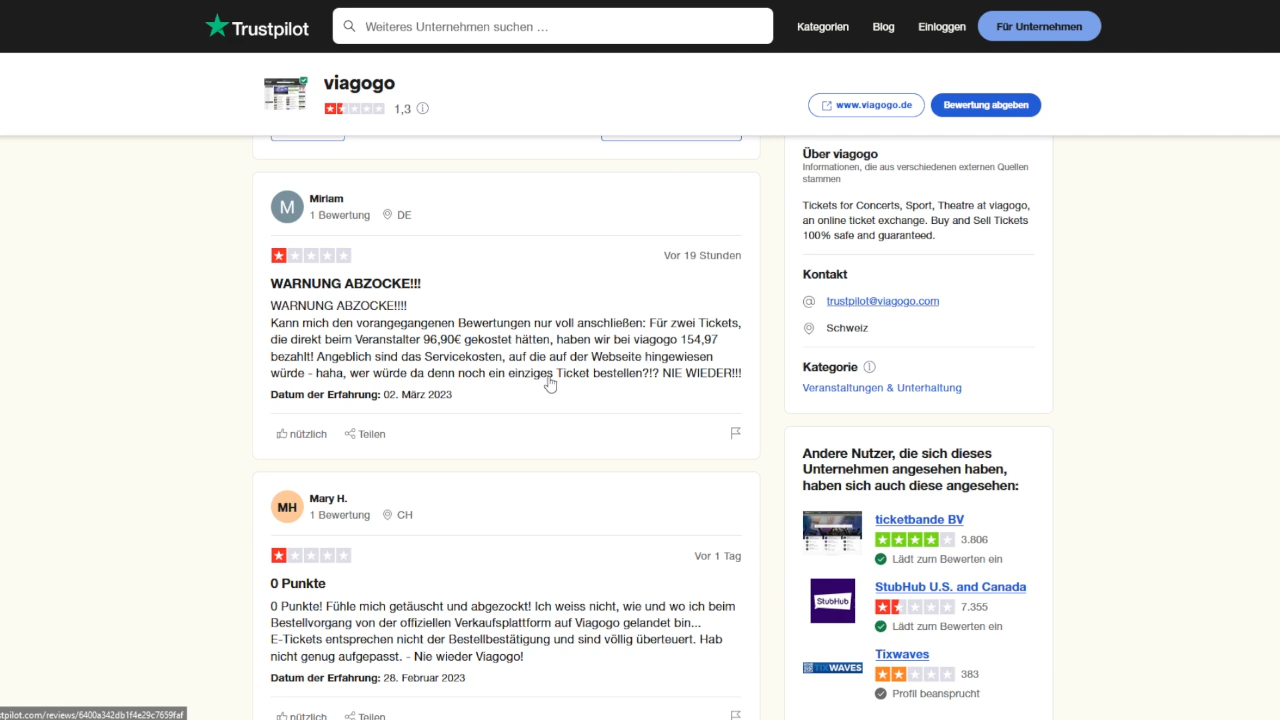 Trustpilot
Weiteres Unternehmen suchen ...
Kategorien
Blog
Einloggen
Für Unternehmen
viagogo
1,3
www.viagogo.de
Bewertung abgeben
M
Miriam
1 Bewertung
DE
Vor 19 Stunden
WARNUNG ABZOCKE!!!
WARNUNG ABZOCKE!!!!
Kann mich den vorangegangenen Bewertungen nur voll anschließen: Für zwei Tickets,
die direkt beim Veranstalter 96,90€ gekostet hätten, haben wir bei viagogo 154,97
bezahlt! Angeblich sind das Servicekosten, auf die auf der Webseite hingewiesen
würde - haha, wer würde da denn noch ein einziges Ticket bestellen?!? NIE WIEDER!!!
Datum der Erfahrung: 02. März 2023
nützlich
Teilen
MH
Mary H.
1 Bewertung
CH
Vor 1 Tag
0 Punkte
0 Punkte! Fühle mich getäuscht und abgezockt! Ich weiss nicht, wie und wo ich beim
Bestellvorgang von der offiziellen Verkaufsplattform auf Viagogo gelandet bin...
E-Tickets entsprechen nicht der Bestellbestätigung und sind völlig überteuert. Hab
nicht genug aufgepasst. - Nie wieder Viagogo!
Datum der Erfahrung: 28. Februar 2023
nützlich
Teilen
Über viagogo
Informationen, die aus verschiedenen externen Quellen
stammen
Tickets for Concerts, Sport, Theatre at viagogo,
an online ticket exchange. Buy and Sell Tickets
100% safe and guaranteed.
Kontakt
trustpilot@viagogo.com
Schweiz
Kategorie
Veranstaltungen & Unterhaltung
Andere Nutzer, die sich dieses
Unternehmen angesehen haben,
haben sich auch diese angesehen:
ticketbande BV
3.806
Lädt zum Bewerten ein
StubHub
StubHub U.S. and Canada
7.355
Lädt zum Bewerten ein
TIXWAVES
Tixwaves
383
Profil beansprucht
stpilot.com/reviews/6400a342db1f4e29c7659faf